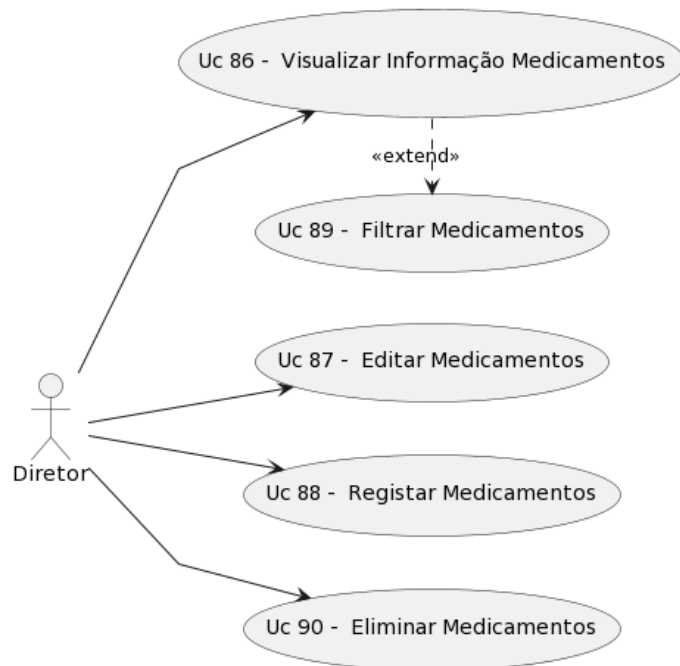 Uc 86 - Visualizar Informação Medicamentos
«extend»
Uc 89 - Filtrar Medicamentos
Uc 87 - Editar Medicamentos
Diretor
Uc 88 - Registar Medicamentos
Uc 90 - Eliminar Medicamentos